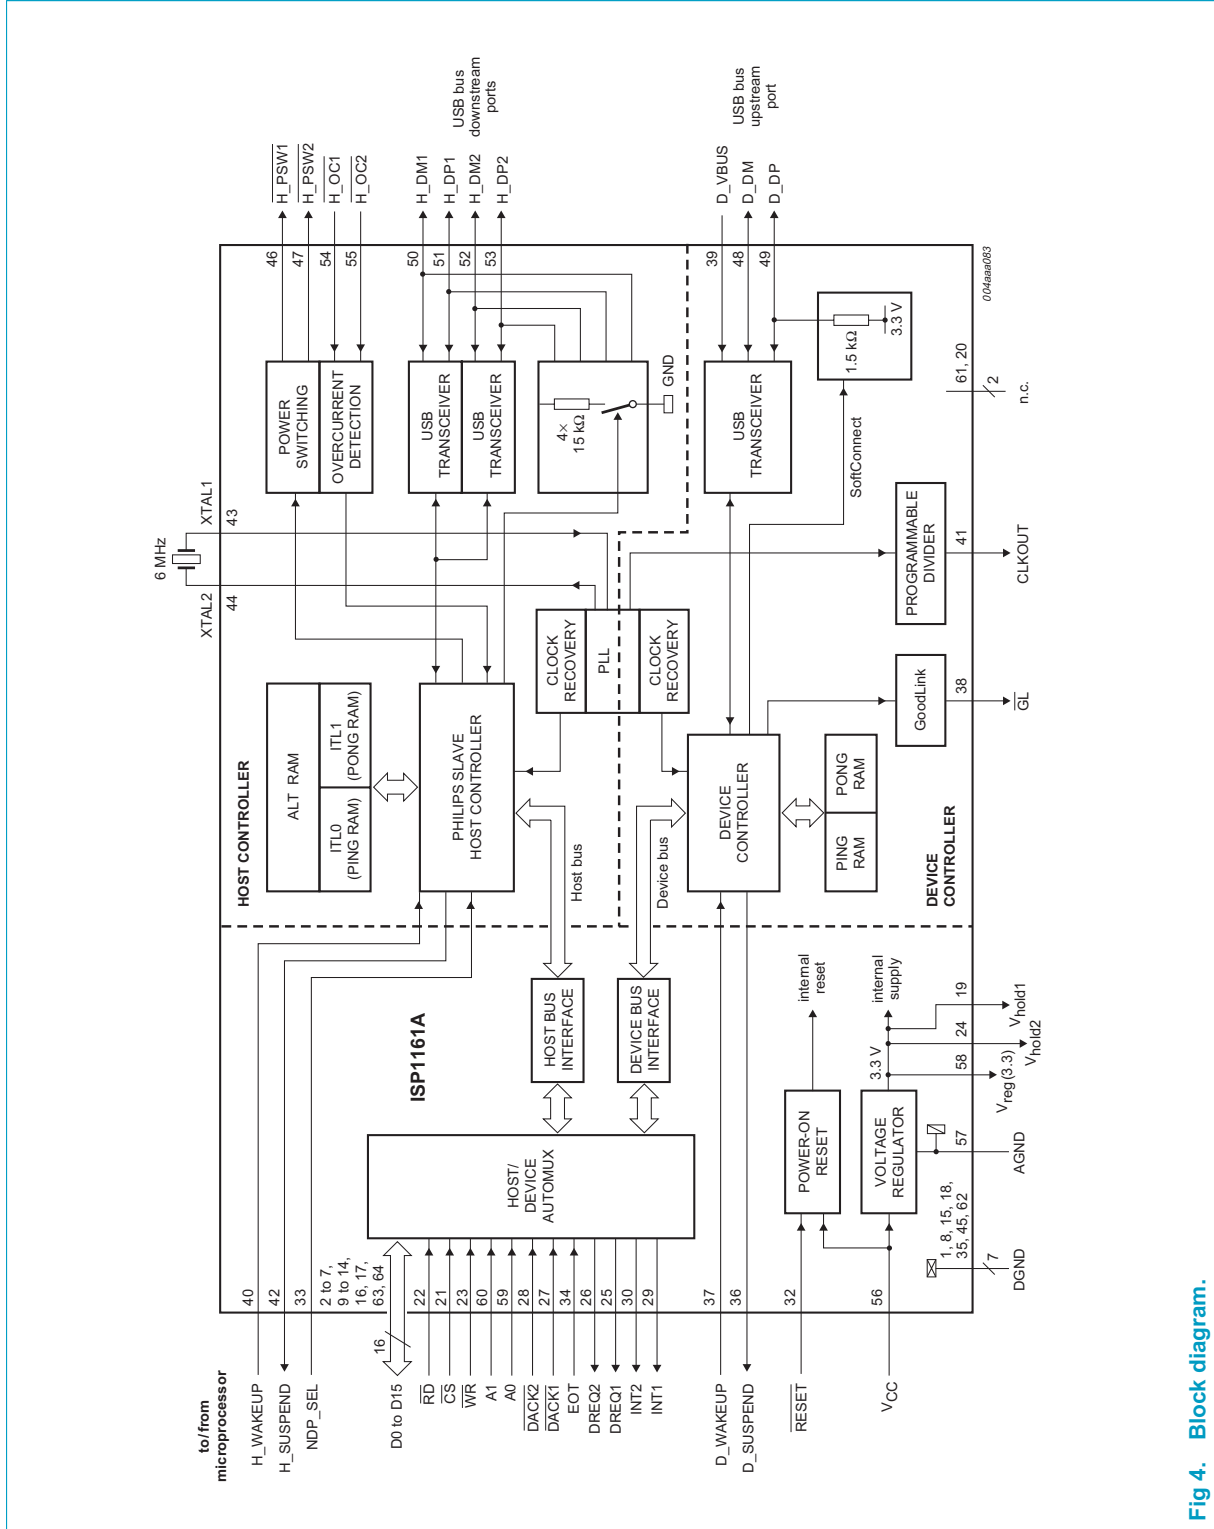 to/from
microprocessor
H_WAKEUP
H_SUSPEND
NDP_SEL
D0 to D15
RD
CS
WR
A1
A0
DACK2
DACK1
EOT
DREQ2
DREQ1
INT2
INT1
D_WAKEUP
D_SUSPEND
RESET
VCC
40
42
33
2 to 7,
9 to 14,
16, 17,
63, 64
16
22
21
23
60
59
28
27
34
26
25
30
29
37
36
32
56
HOST/
DEVICE
AUTOMUX
ISP1161A
HOST BUS
INTERFACE
DEVICE BUS
INTERFACE
POWER-ON
RESET
internal
reset
VOLTAGE
REGULATOR
3.3 V
internal
supply
1, 8, 15, 18,
35, 45, 62
7
DGND
57
AGND
58
Vreg(3.3)
24
Vhold2
19
Vhold1
HOST CONTROLLER
ALT RAM
ITL0
(PING RAM)
ITL1
(PONG RAM)
PHILIPS SLAVE
HOST CONTROLLER
Host bus
Device bus
CLOCK
RECOVERY
PLL
CLOCK
RECOVERY
DEVICE
CONTROLLER
PING
RAM
PONG
RAM
DEVICE
CONTROLLER
GoodLink
38
GL
PROGRAMMABLE
DIVIDER
41
CLKOUT
XTAL2
44
6 MHz
XTAL1
43
POWER
SWITCHING
OVERCURRENT
DETECTION
USB
TRANSCEIVER
USB
TRANSCEIVER
4×
15 kΩ
GND
USB
TRANSCEIVER
SoftConnect
1.5 kΩ
3.3 V
61, 20
2
n.c.
46
47
54
55
50
51
52
53
39
48
49
H_PSW1
H_PSW2
H_OC1
H_OC2
H_DM1
H_DP1
H_DM2
H_DP2
USB bus
downstream
ports
D_VBUS
D_DM
D_DP
USB bus
upstream
port
004aaa083
Fig 4. Block diagram.